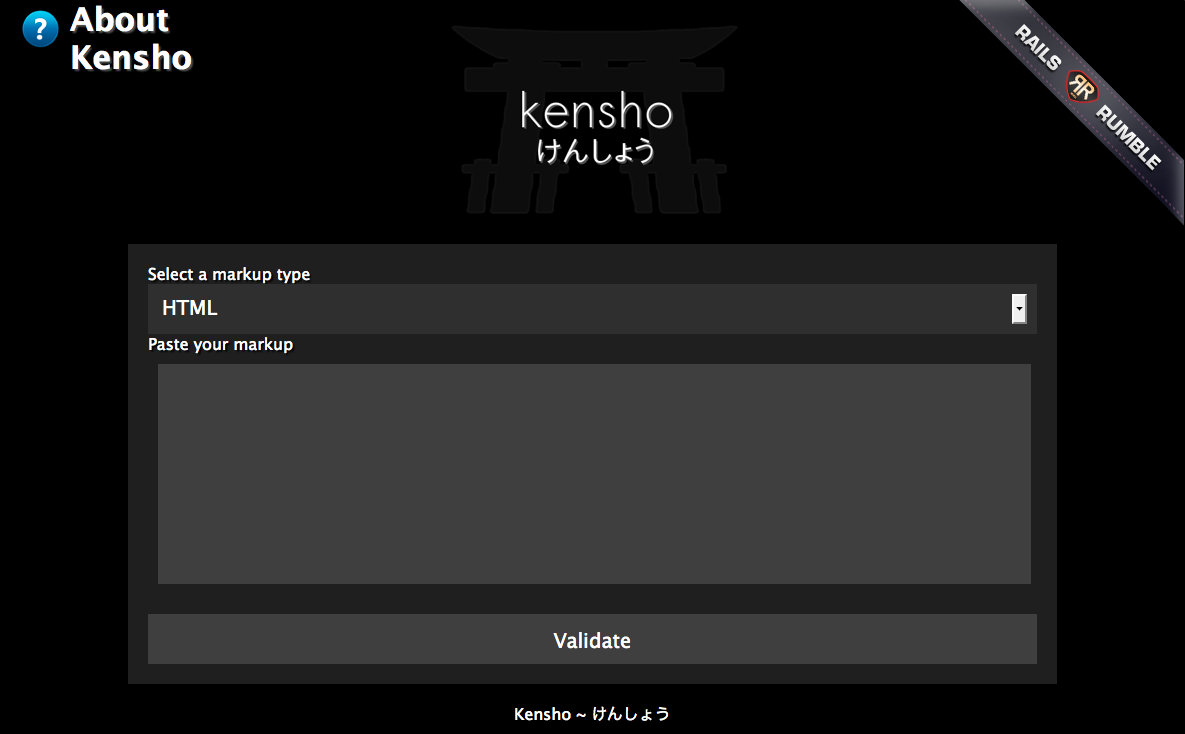 ?
About
Kensho
kensho
けんしょう
RAILS RR RUMBLE
Select a markup type
HTML
Paste your markup
Validate
Kensho ~ けんしょう